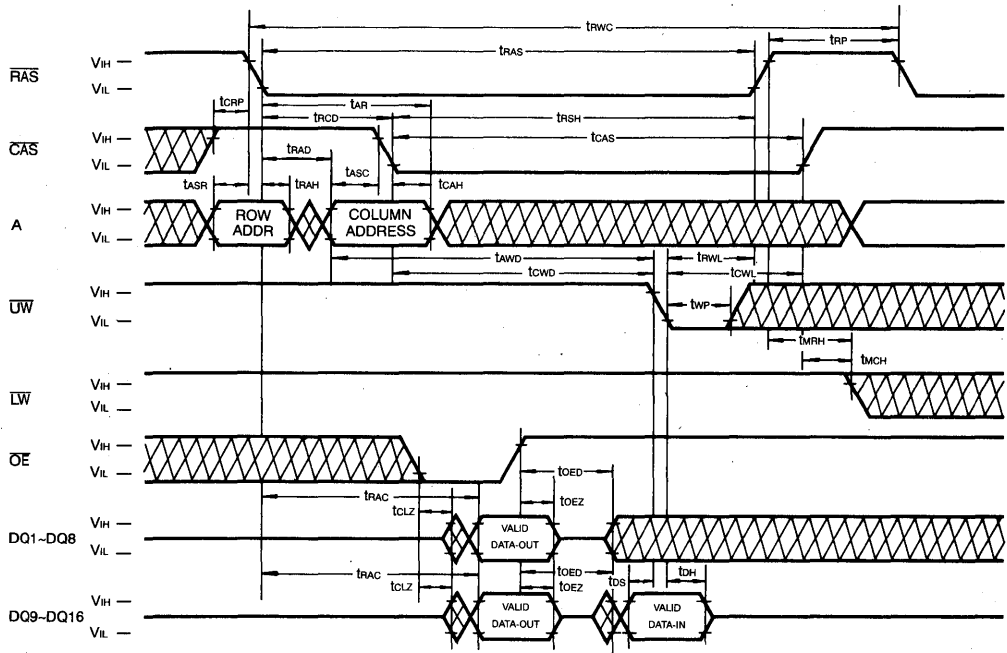 tRWC
tRAS
tRP
RAS
VIH
VIL
tCRP
tAR
tRCD
tRSH
CAS
VIH
VIL
tCAS
tRAD
tASR
tRAH
tASC
tCAH
A
VIH
VIL
ROW
ADDR
COLUMN
ADDRESS
tAWD
tRWL
tCWD
tCWL
UW
VIH
VIL
tWP
tMRH
tMCH
LW
VIH
VIL
OE
VIH
VIL
tOED
tRAC
tCLZ
tOEZ
DQ1~DQ8
VIH
VIL
VALID
DATA-OUT
tRAC
tOED
tCLZ
tOEZ
tDS
tDH
DQ9~DQ16
VIH
VIL
VALID
DATA-OUT
VALID
DATA-IN